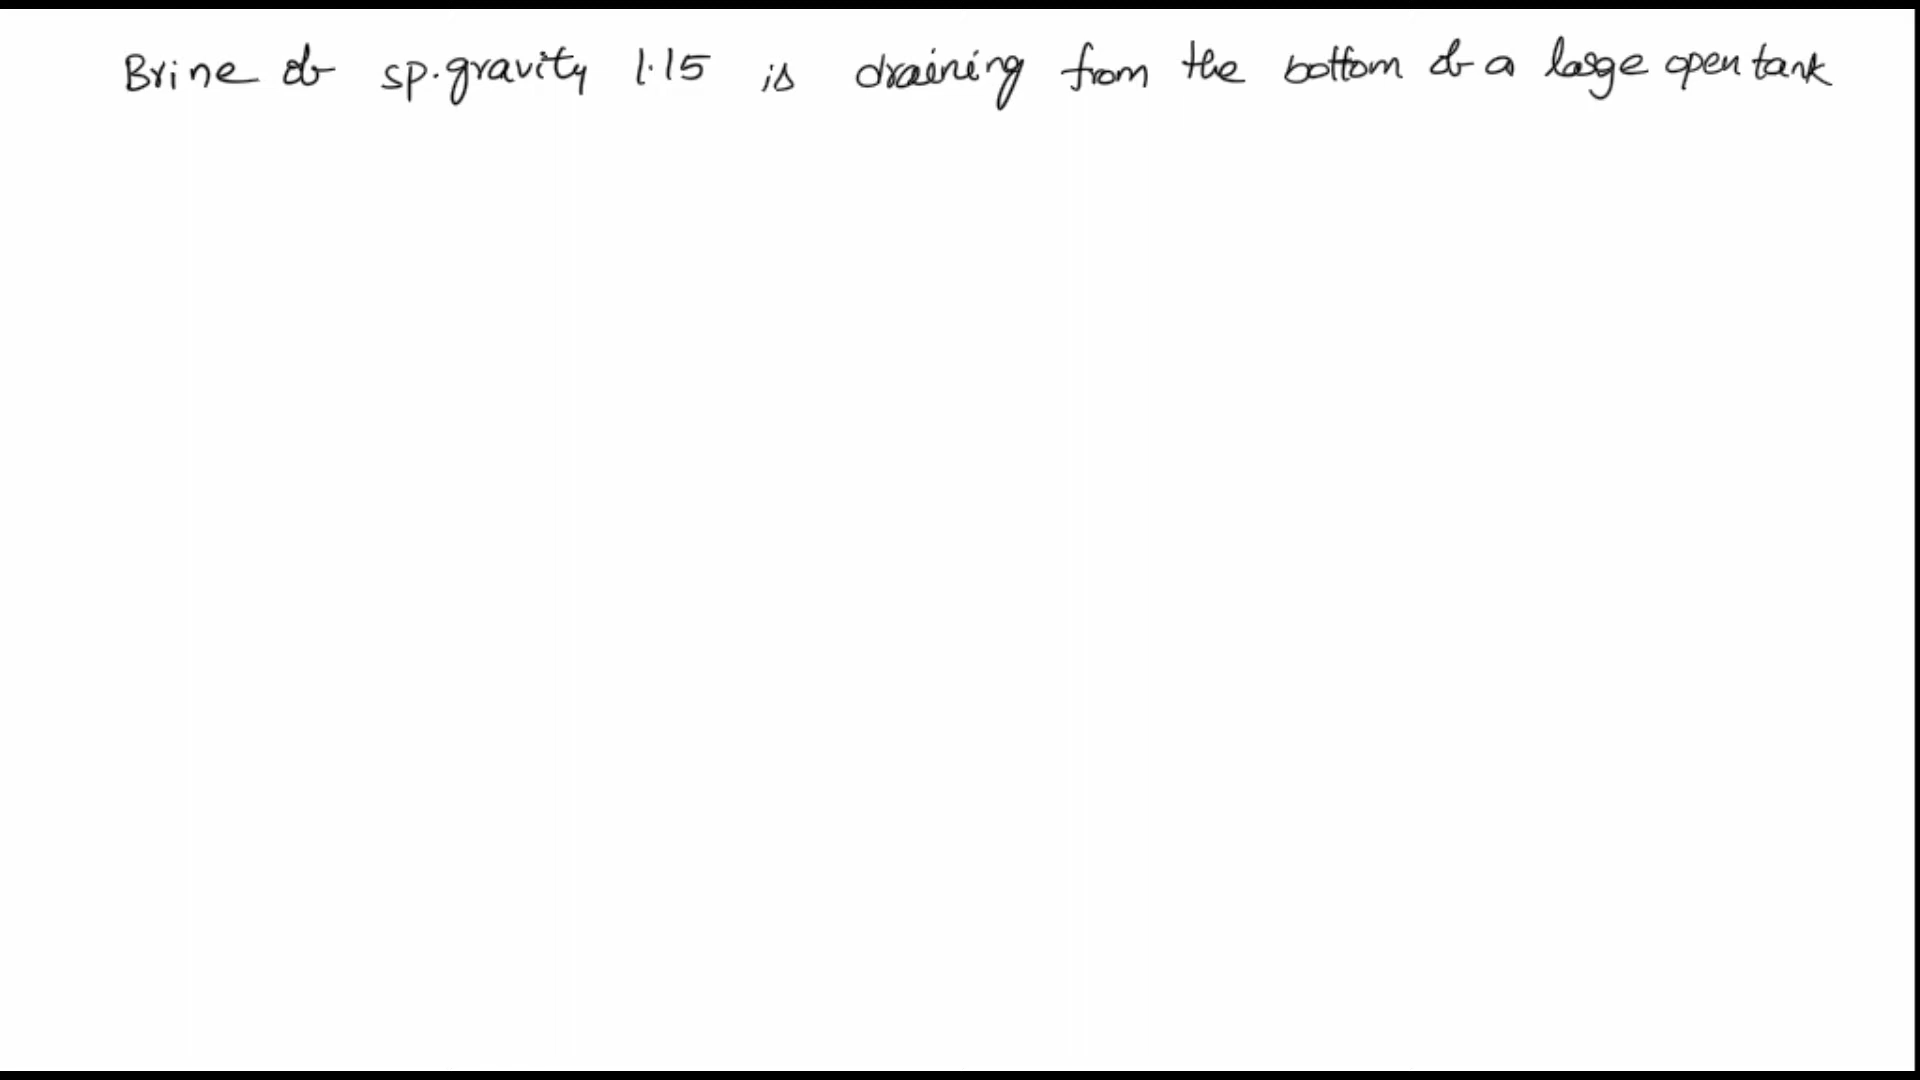 Brine of sp.gravity 1.15 is draining from the bottom of a large open tank